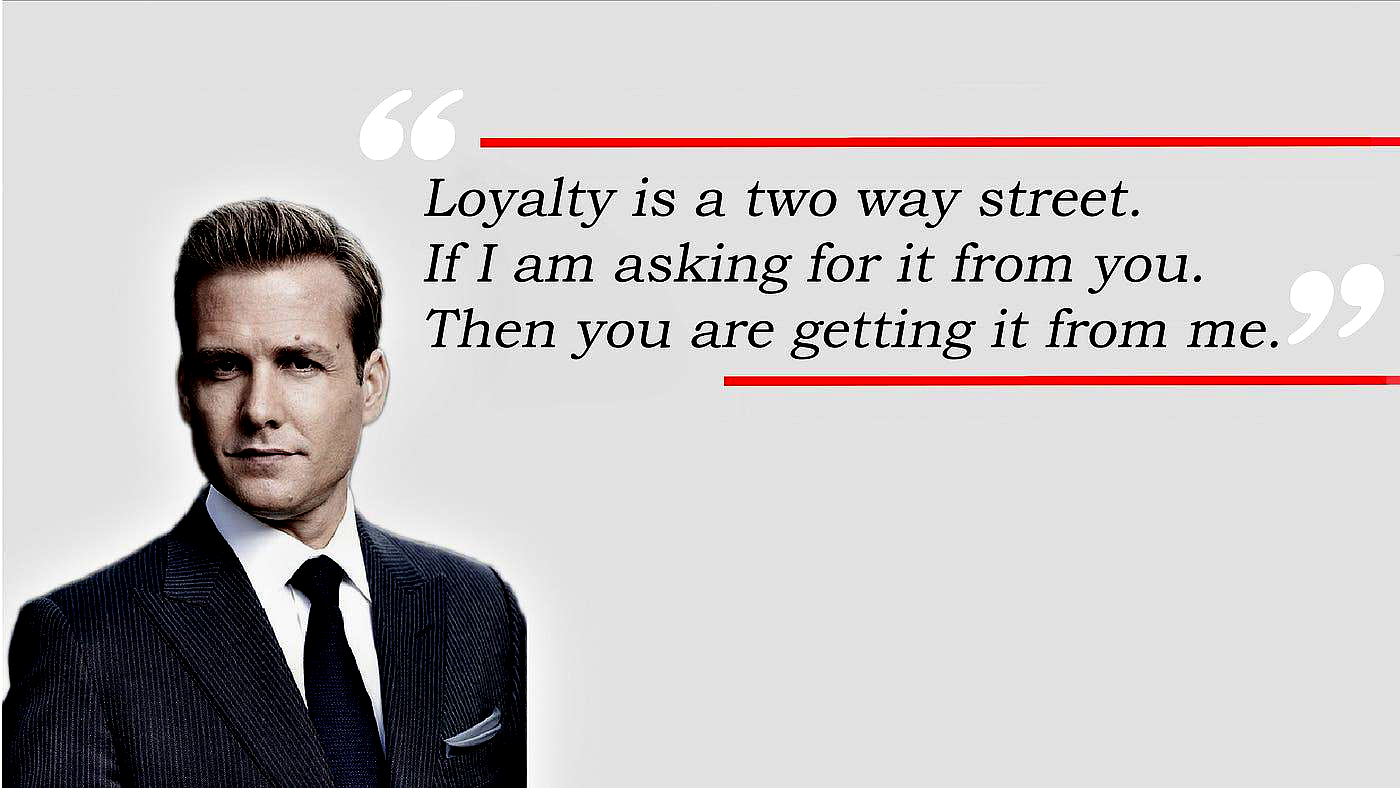 “Loyalty is a two way street.
If I am asking for it from you.
Then you are getting it from me.”